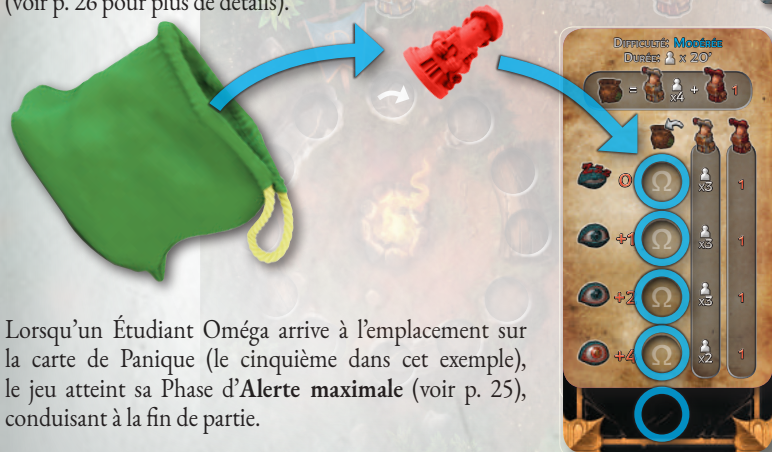 (voir p. 26 pour plus de détails).
Difficulté: Modérée
Durée: x 20'
= x4 + 1
0 Ω x3 1
+1 Ω x3 1
+2 Ω x3 1
+4 Ω x2 1
Lorsqu'un Étudiant Oméga arrive à l'emplacement sur
la carte de Panique (le cinquième dans cet exemple),
le jeu atteint sa Phase d'Alerte maximale (voir p. 25),
conduisant à la fin de partie.